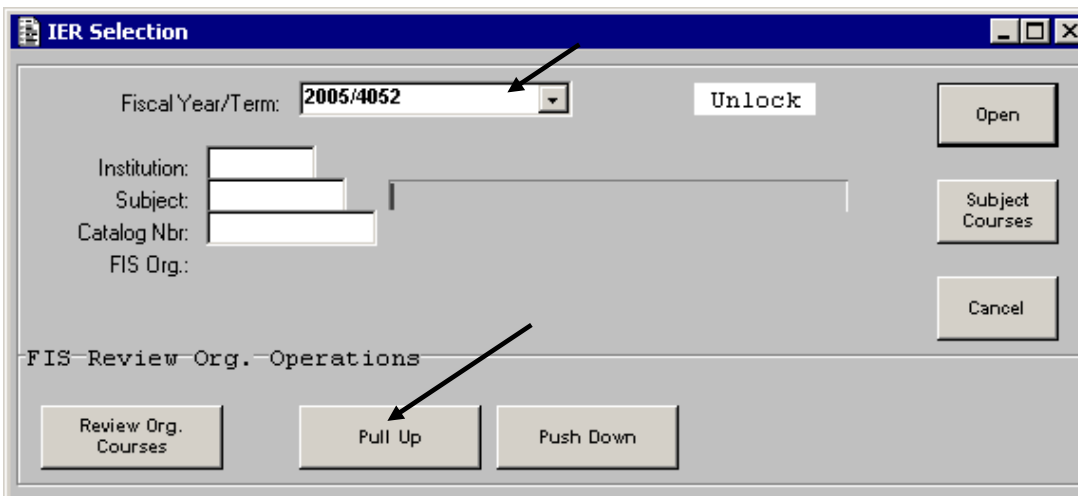 IER Selection
Fiscal Year/Term: 2005/4052 Unlock
Open
Institution:
Subject:
Catalog Nbr:
FIS Org.:
Subject
Courses
Cancel
FIS Review Org. Operations
Review Org.
Courses
Pull Up
Push Down